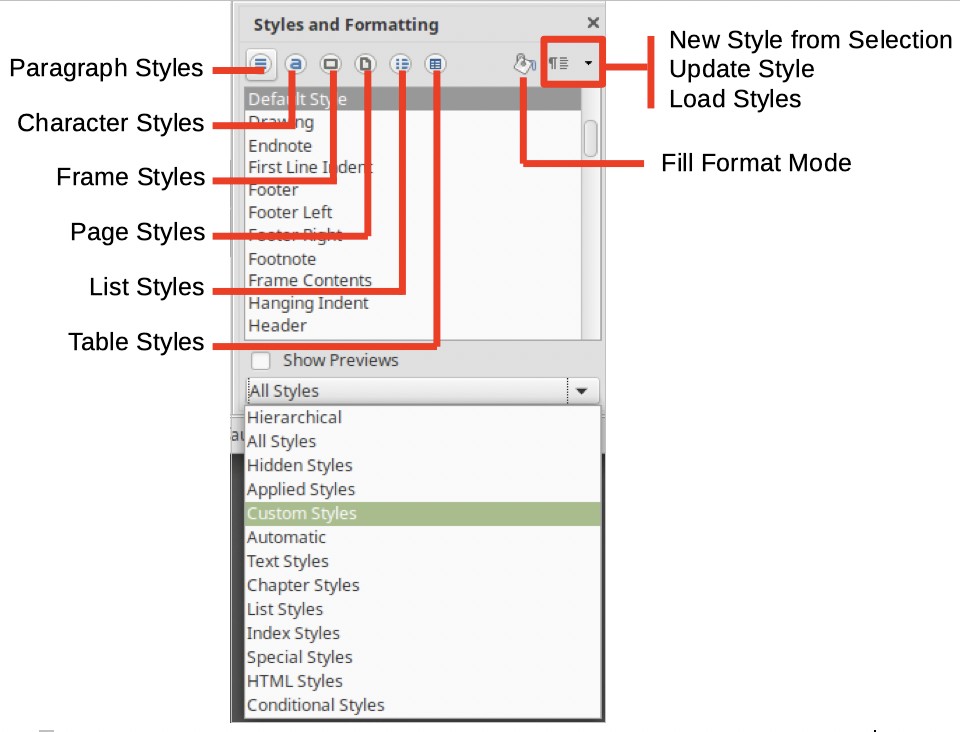 Styles and Formatting
New Style from Selection
Update Style
Load Styles
Paragraph Styles
Character Styles
Frame Styles
Page Styles
List Styles
Table Styles
Fill Format Mode
Default Style
Drawing
Endnote
First Line Indent
Footer
Footer Left
Footer Right
Footnote
Frame Contents
Hanging Indent
Header
Show Previews
All Styles
Hierarchical
All Styles
Hidden Styles
Applied Styles
Custom Styles
Automatic
Text Styles
Chapter Styles
List Styles
Index Styles
Special Styles
HTML Styles
Conditional Styles